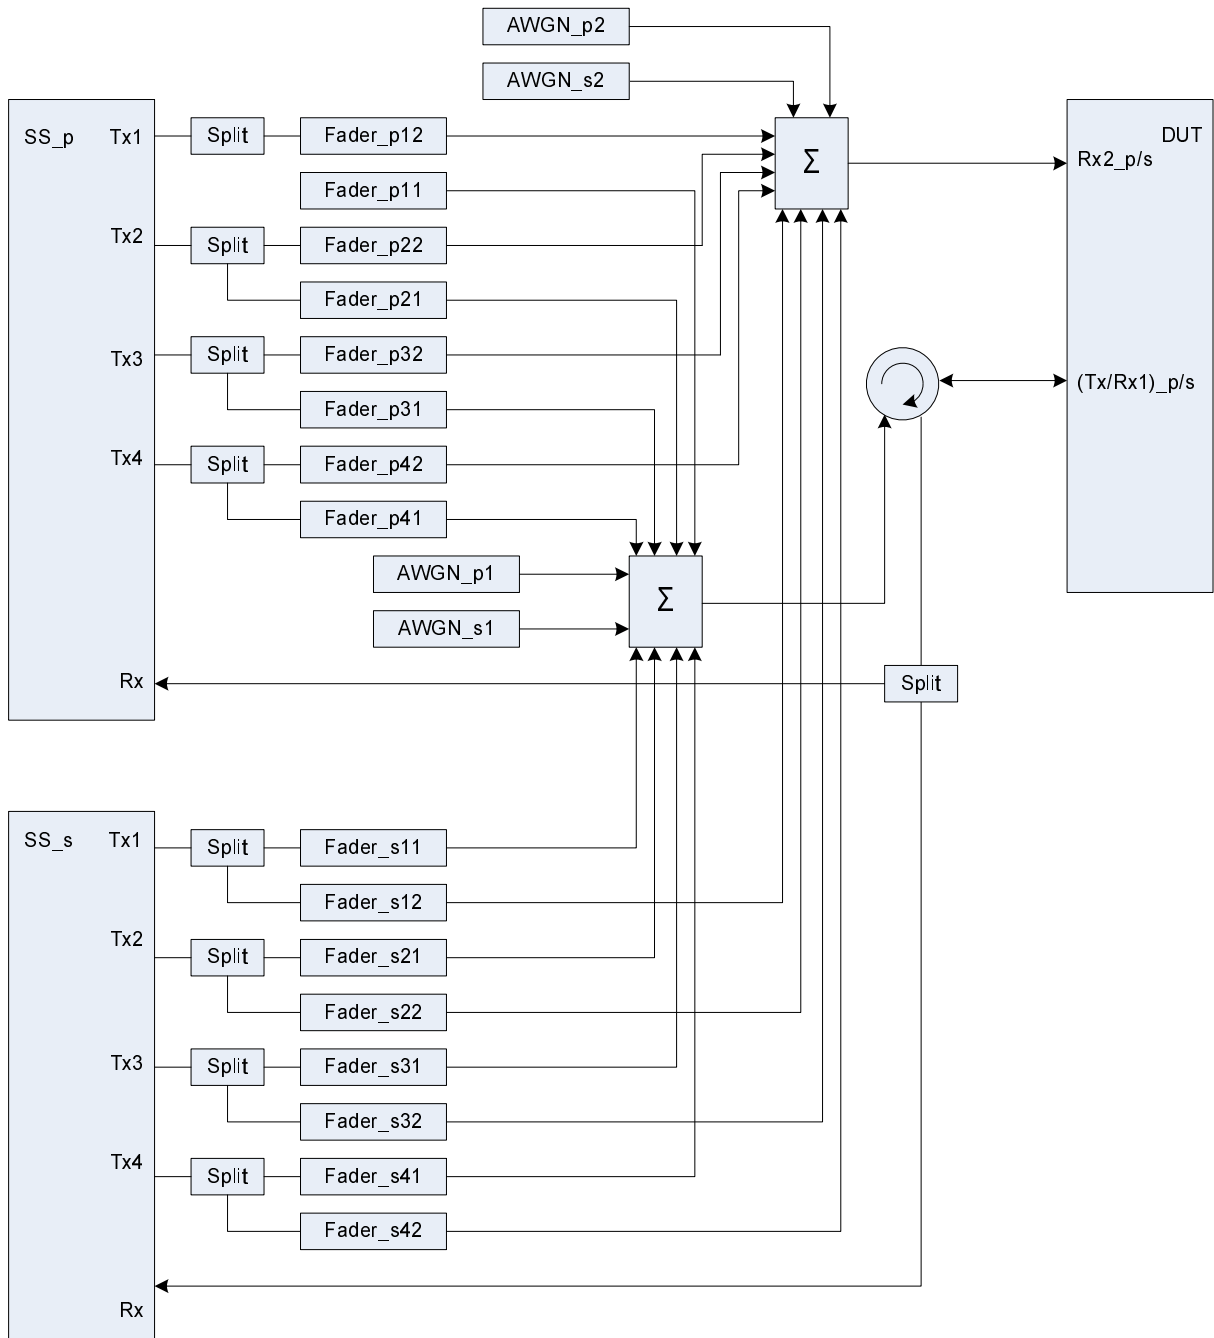 AWGN_p2
AWGN_s2
SS_p Tx1 Split Fader_p12 Σ DUT
Rx2_p/s
Fader_p11
Tx2 Split Fader_p22
Fader_p21
Tx3 Split Fader_p32
(Tx/Rx1)_p/s
Fader_p31
Tx4 Split Fader_p42
Fader_p41
AWGN_p1
Σ
AWGN_s1
Rx Split
SS_s Tx1 Split Fader_s11
Fader_s12
Tx2 Split Fader_s21
Fader_s22
Tx3 Split Fader_s31
Fader_s32
Tx4 Split Fader_s41
Fader_s42
Rx